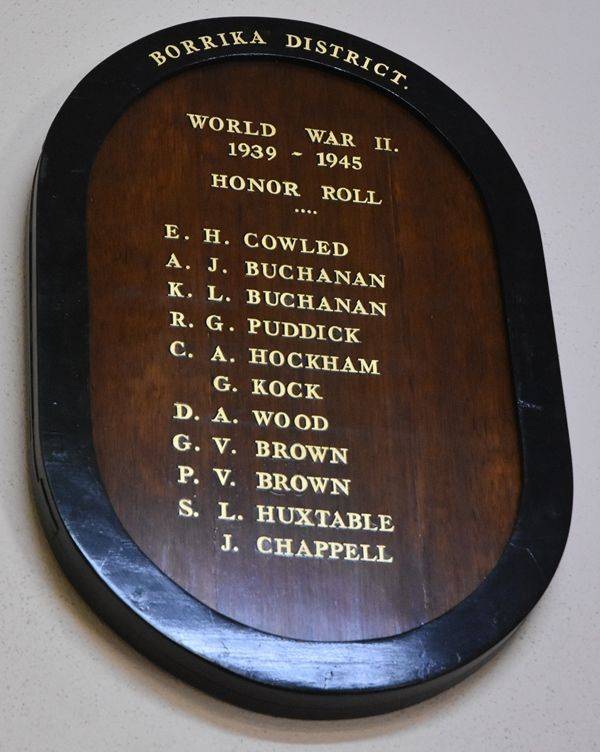 BORRIKA DISTRICT.
WORLD WAR II.
1939 - 1945
HONOR ROLL
....
E. H. COWLED
A. J. BUCHANAN
K. L. BUCHANAN
R. G. PUDDICK
C. A. HOCKHAM
G. KOCK
D. A. WOOD
G. V. BROWN
P. V. BROWN
S. L. HUXTABLE
J. CHAPPELL